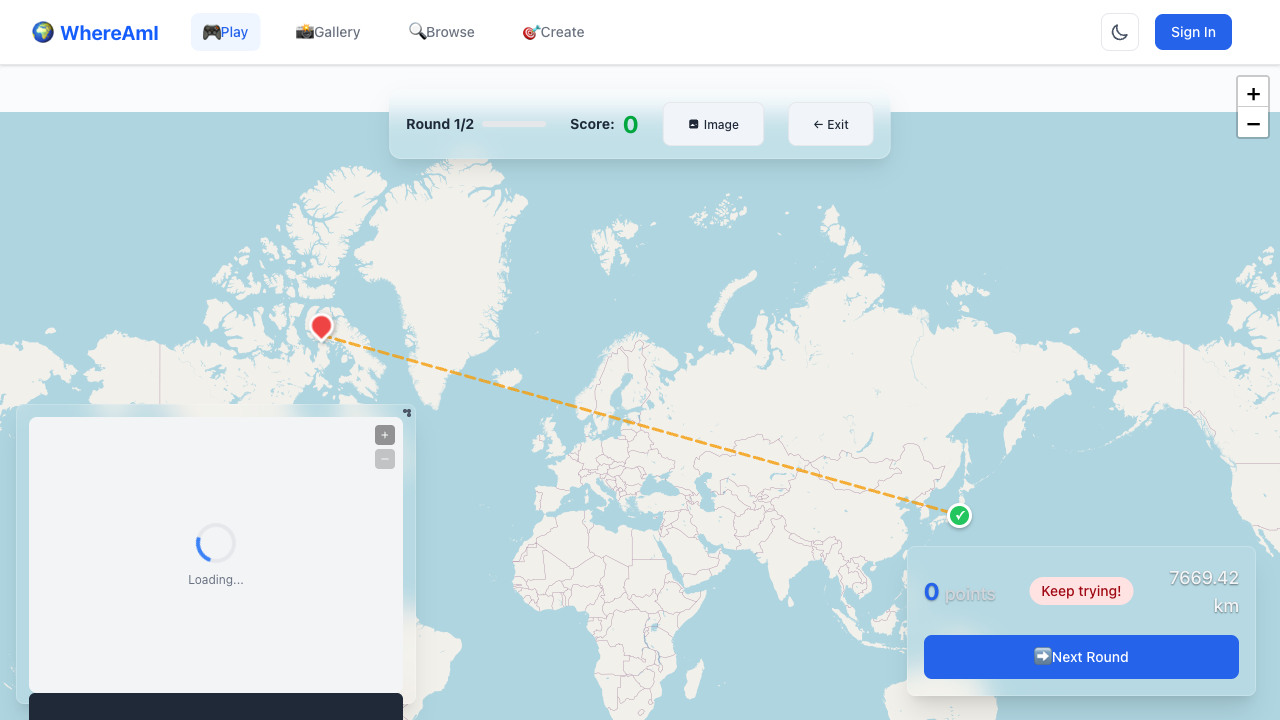 WhereAmI
Play
Gallery
Browse
Create
Sign In
Round 1/2
Score: 0
Image
← Exit
+
−
+
−
Loading...
0 points
Keep trying!
7669.42
km
Next Round